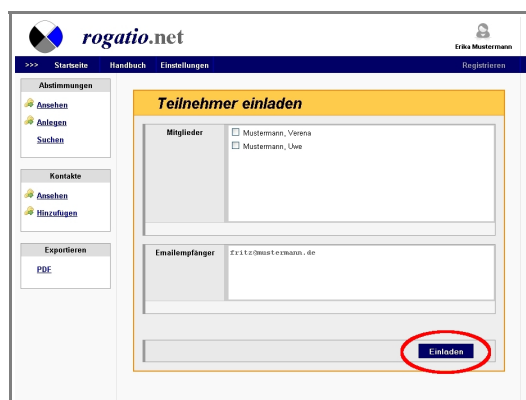 rogatio.net
Erika Mustermann
>>> Startseite Handbuch Einstellungen Registrieren
Abstimmungen
Ansehen
Anlegen
Suchen
Kontakte
Ansehen
Hinzufügen
Exportieren
PDF
Teilnehmer einladen
Mitglieder
Mustermann, Verena
Mustermann, Uwe
Emailempfänger
fritz@mustermann.de
Einladen